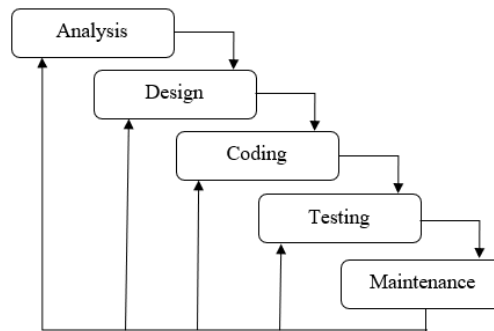 Analysis
Design
Coding
Testing
Maintenance